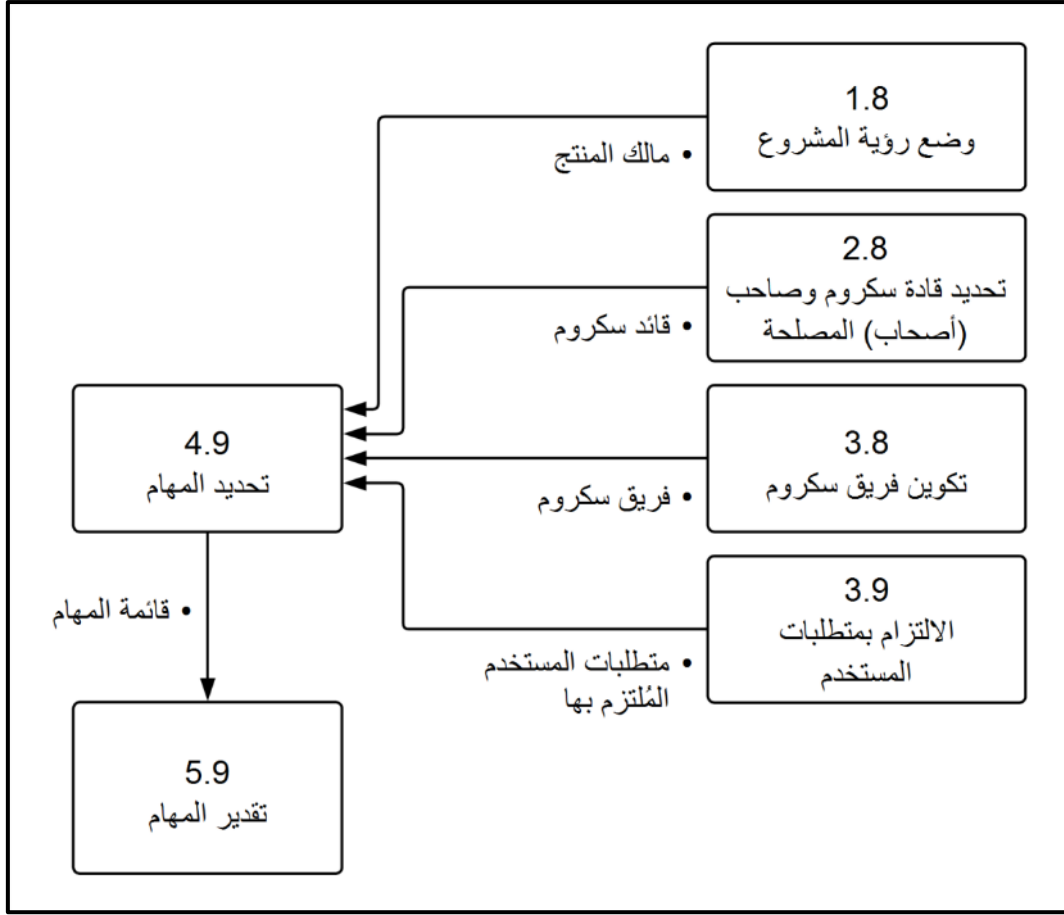 1.8
وضع رؤية المشروع
• مالك المنتج
2.8
تحديد قادة سكروم وصاحب
(أصحاب) المصلحة
• قائد سكروم
3.8
تكوين فريق سكروم
• فريق سكروم
3.9
الالتزام بمتطلبات
المستخدم
• متطلبات المستخدم
المُلتزم بها
4.9
تحديد المهام
• قائمة المهام
5.9
تقدير المهام